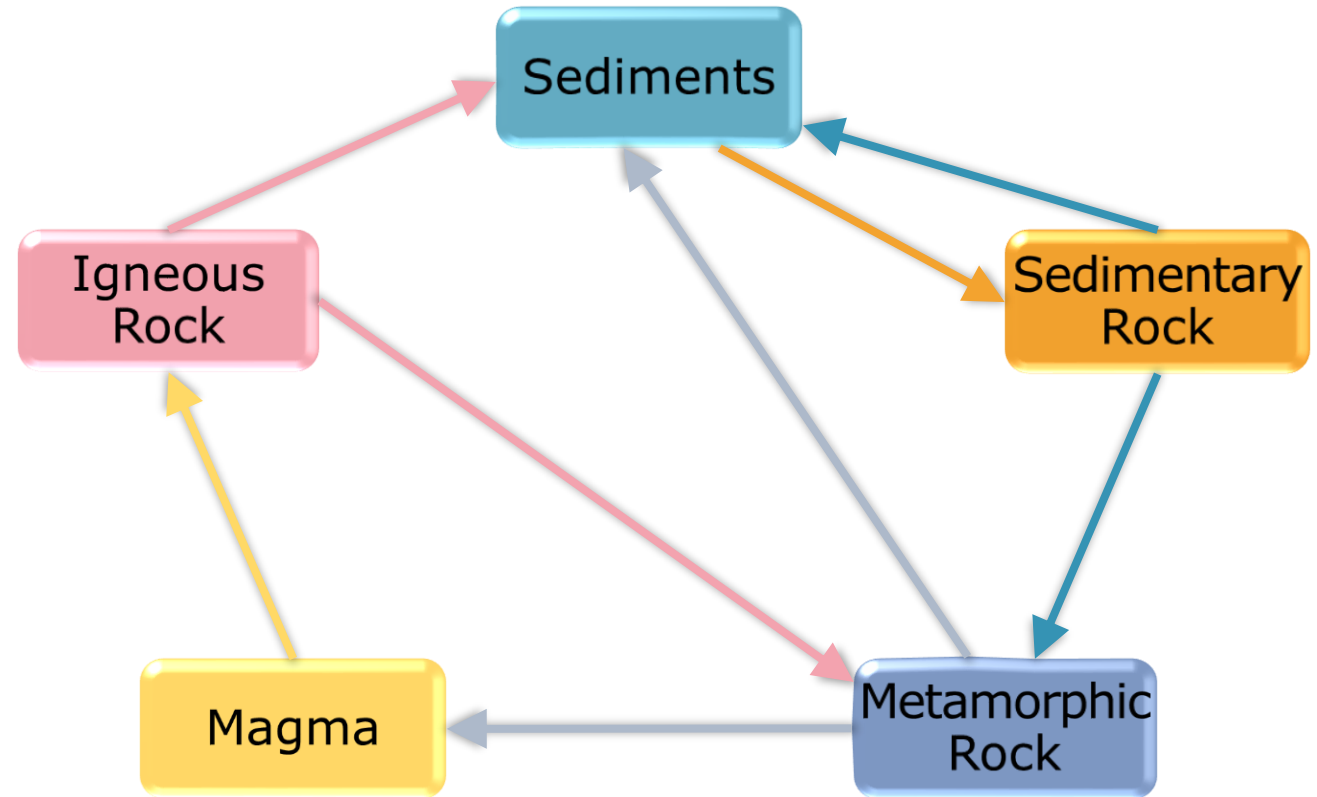 Sediments
Igneous
Rock
Sedimentary
Rock
Magma
Metamorphic
Rock